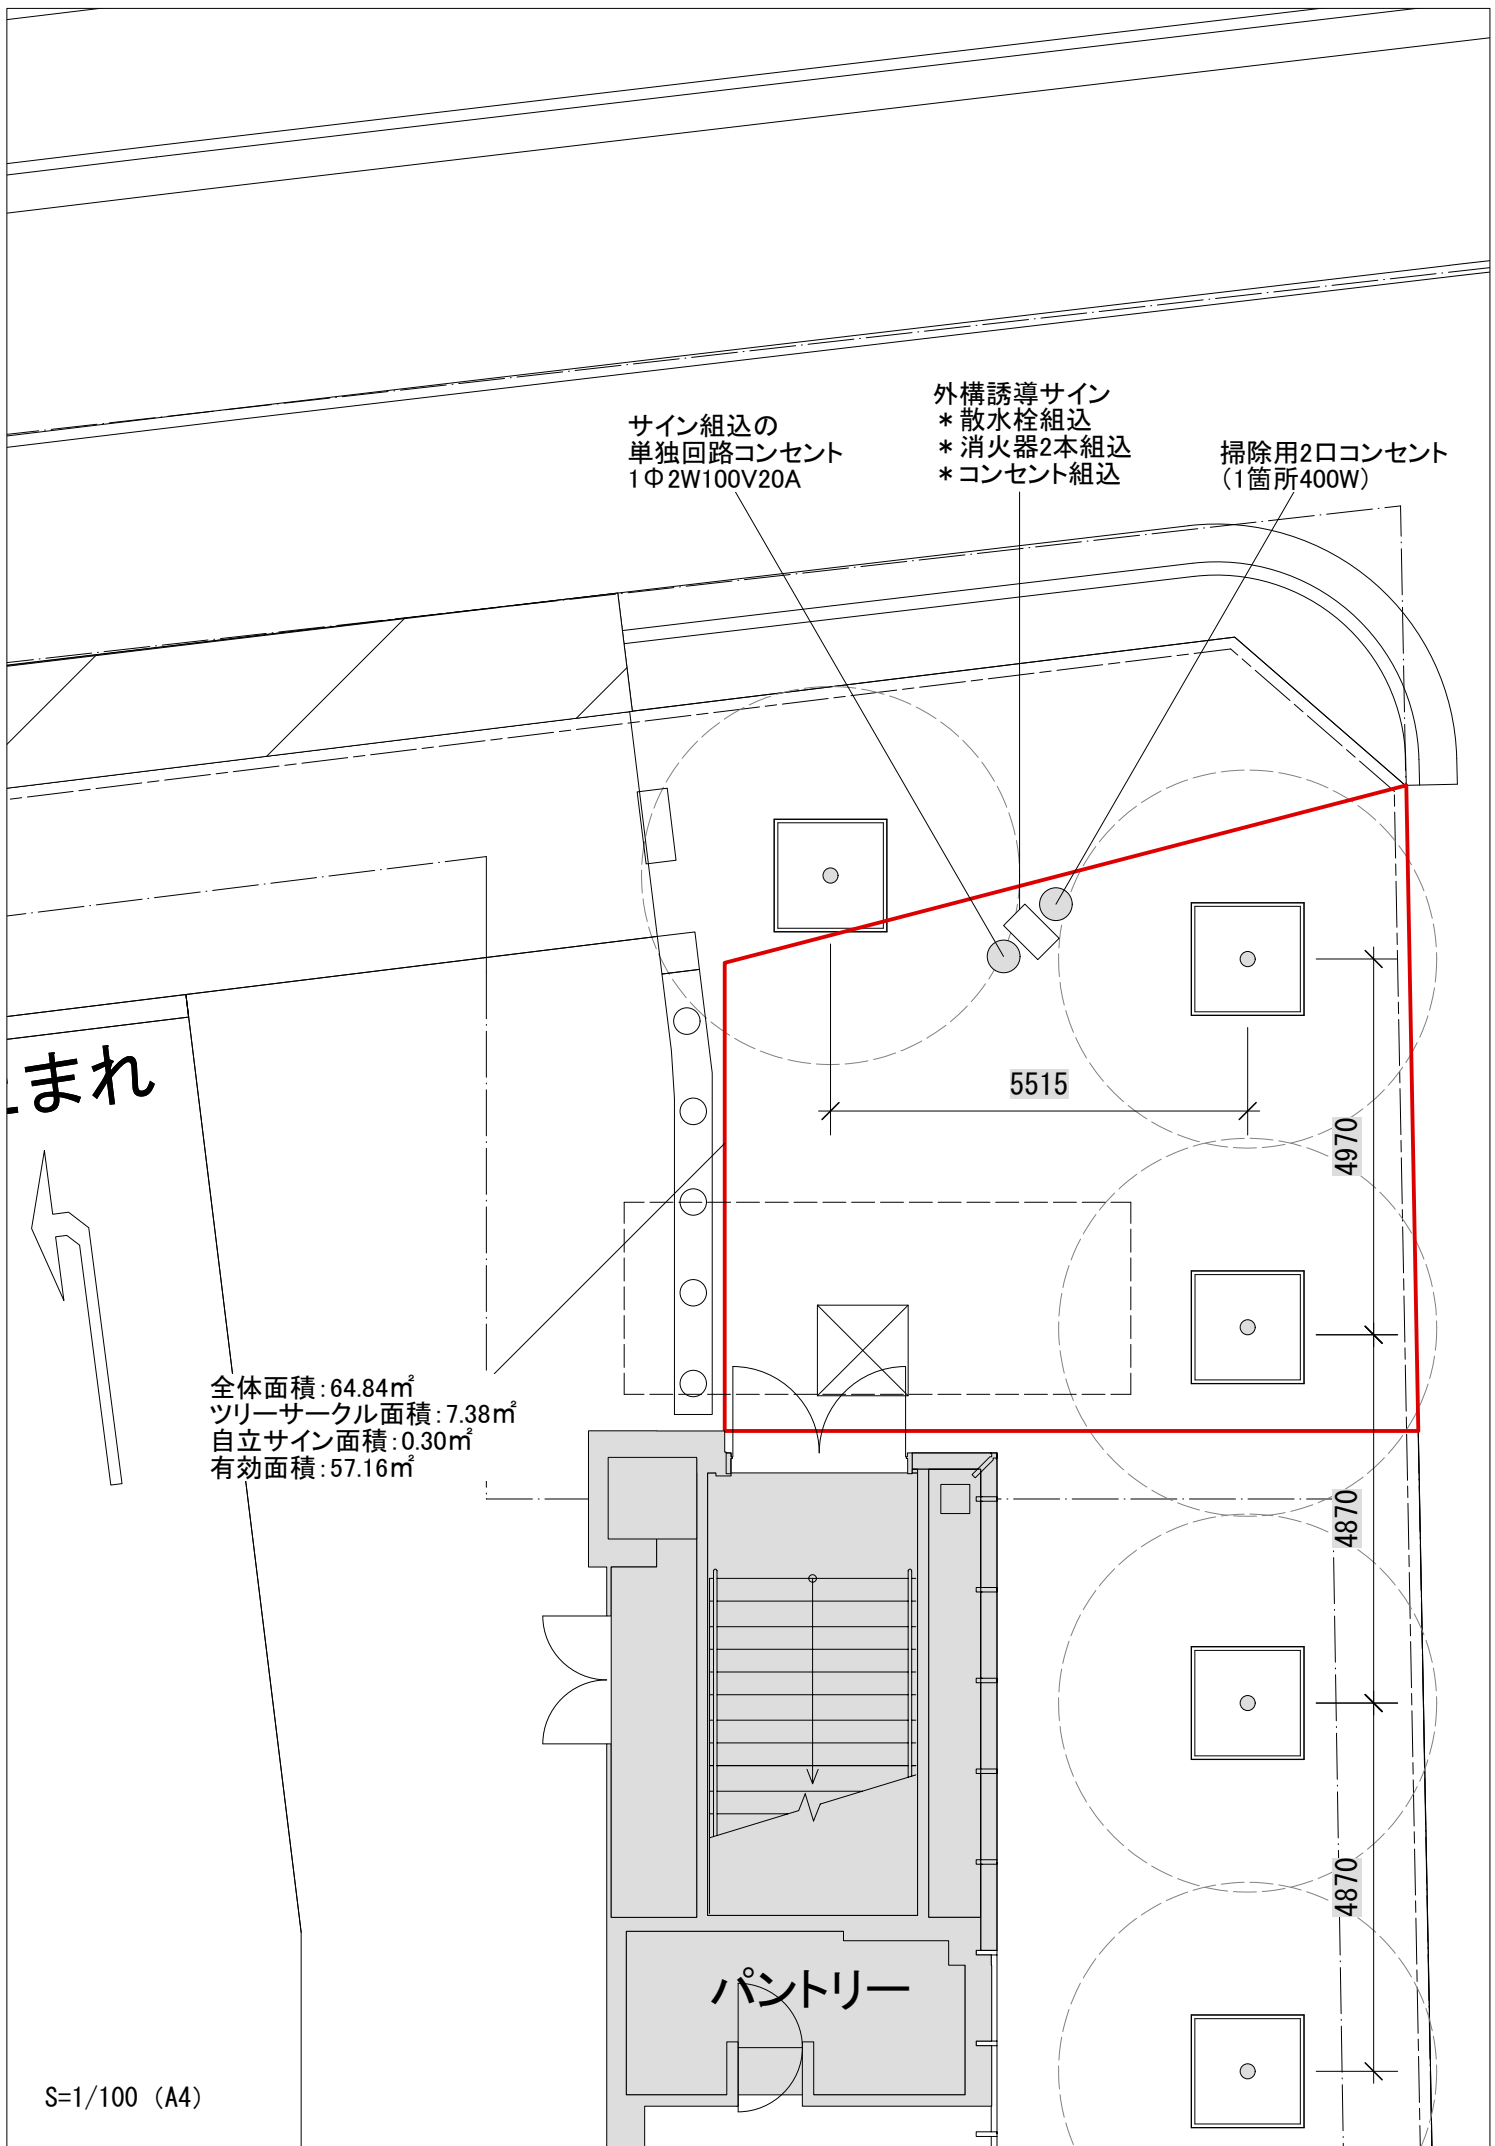 サイン組込の
単独回路コンセント
1Φ2W100V20A
外構誘導サイン
＊散水栓組込
＊消火器2本組込
＊コンセント組込
掃除用2口コンセント
（1箇所400W）
まれ
5515
4970
全体面積：64.84㎡
ツリーサークル面積：7.38㎡
自立サイン面積：0.30㎡
有効面積：57.16㎡
4870
4870
パントリー
S=1/100（A4）